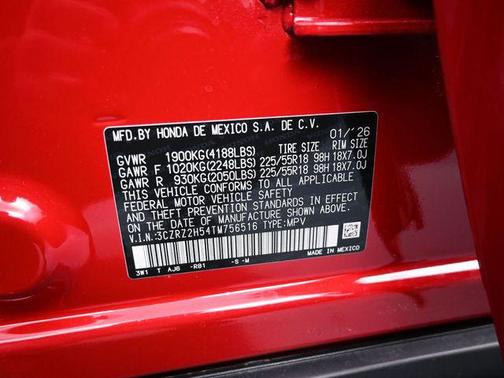 MFD.BY HONDA DE MEXICO S.A. DE C.V. 01/'26
GVWR 1900KG(4188LBS) TIRE SIZE RIM SIZE
GAWR F 1020KG(2248LBS) 225/55R18 98H 18X7.0J
GAWR R 930KG(2050LBS) 225/55R18 98H 18X7.0J
THIS VEHICLE CONFORMS TO ALL APPLICABLE
FEDERAL MOTOR VEHICLE SAFETY STANDARDS
IN EFFECT ON THE DATE OF MANUFACTURE SHOWN ABOVE.
V.I.N.:3CZRZ2H54TM756516 TYPE:MPV
3W1 Y AJ6 -R81 -S -M MADE IN MEXICO